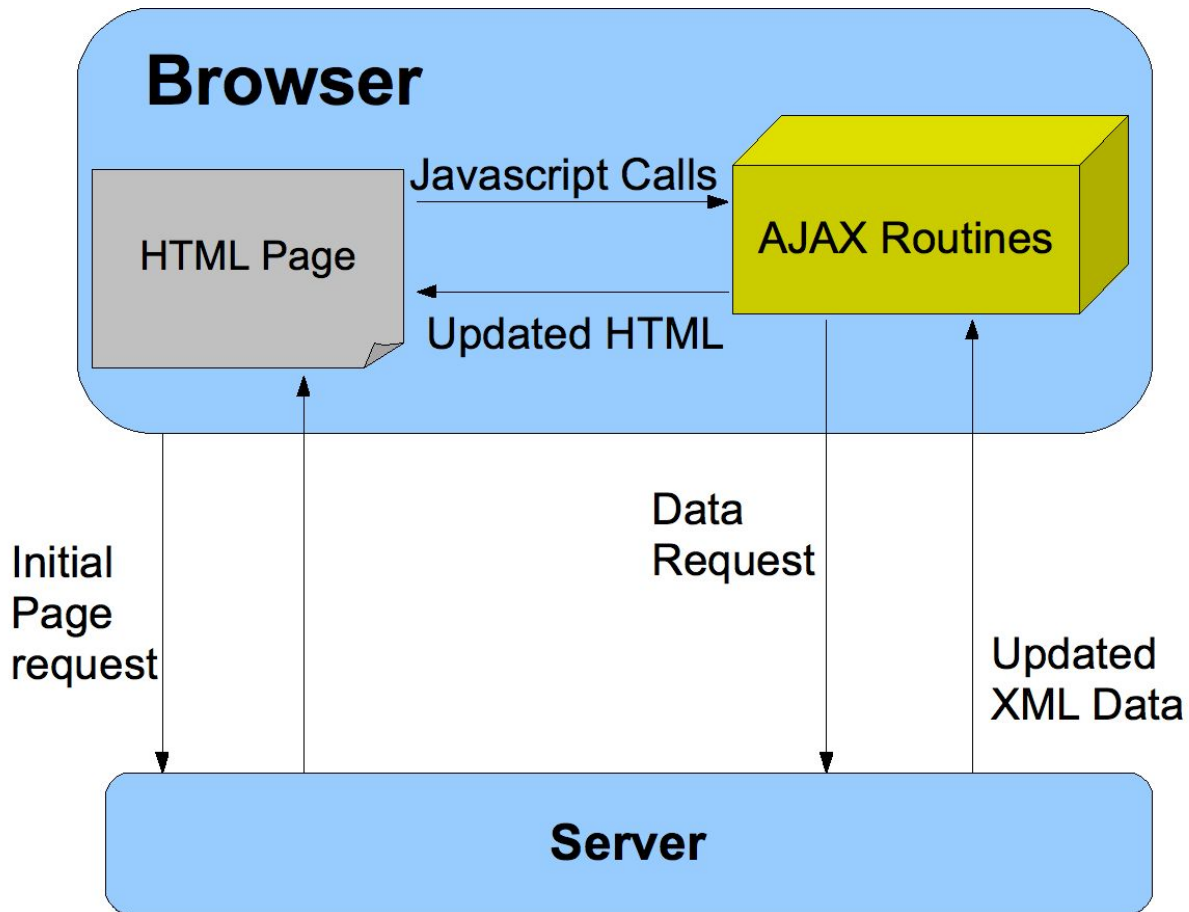 Browser
Javascript Calls
HTML Page
AJAX Routines
Updated HTML
Initial
Page
request
Data
Request
Updated
XML Data
Server